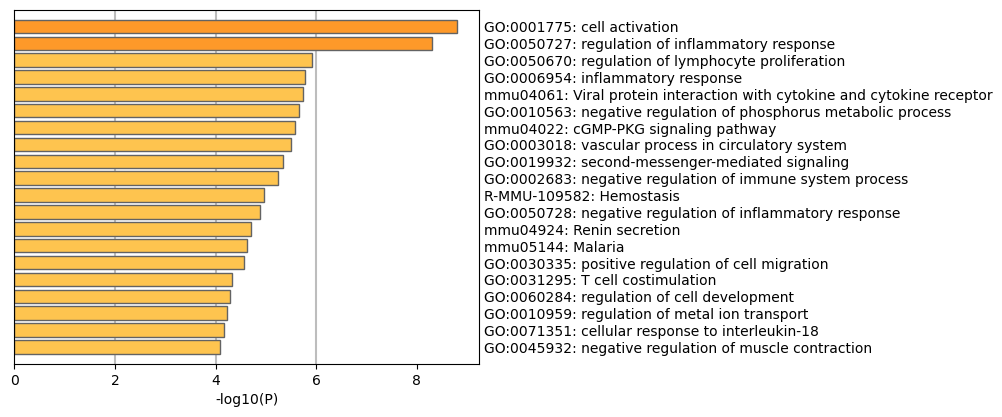 GO:0001775: cell activation
GO:0050727: regulation of inflammatory response
GO:0050670: regulation of lymphocyte proliferation
GO:0006954: inflammatory response
mmu04061: Viral protein interaction with cytokine and cytokine receptor
GO:0010563: negative regulation of phosphorus metabolic process
mmu04022: cGMP-PKG signaling pathway
GO:0003018: vascular process in circulatory system
GO:0019932: second-messenger-mediated signaling
GO:0002683: negative regulation of immune system process
R-MMU-109582: Hemostasis
GO:0050728: negative regulation of inflammatory response
mmu04924: Renin secretion
mmu05144: Malaria
GO:0030335: positive regulation of cell migration
GO:0031295: T cell costimulation
GO:0060284: regulation of cell development
GO:0010959: regulation of metal ion transport
GO:0071351: cellular response to interleukin-18
GO:0045932: negative regulation of muscle contraction
0 2 4 6 8
-log10(P)